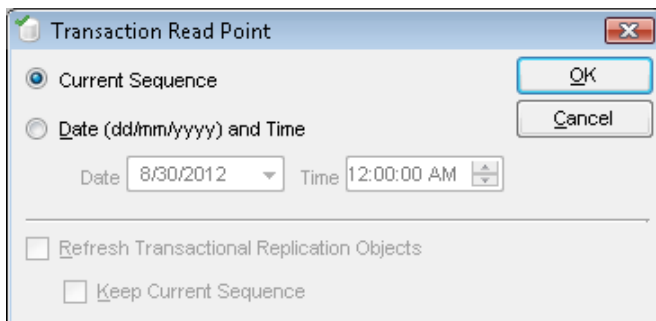 Transaction Read Point
Current Sequence
OK
Date (dd/mm/yyyy) and Time
Cancel
Date 8/30/2012 Time 12:00:00 AM
Refresh Transactional Replication Objects
Keep Current Sequence